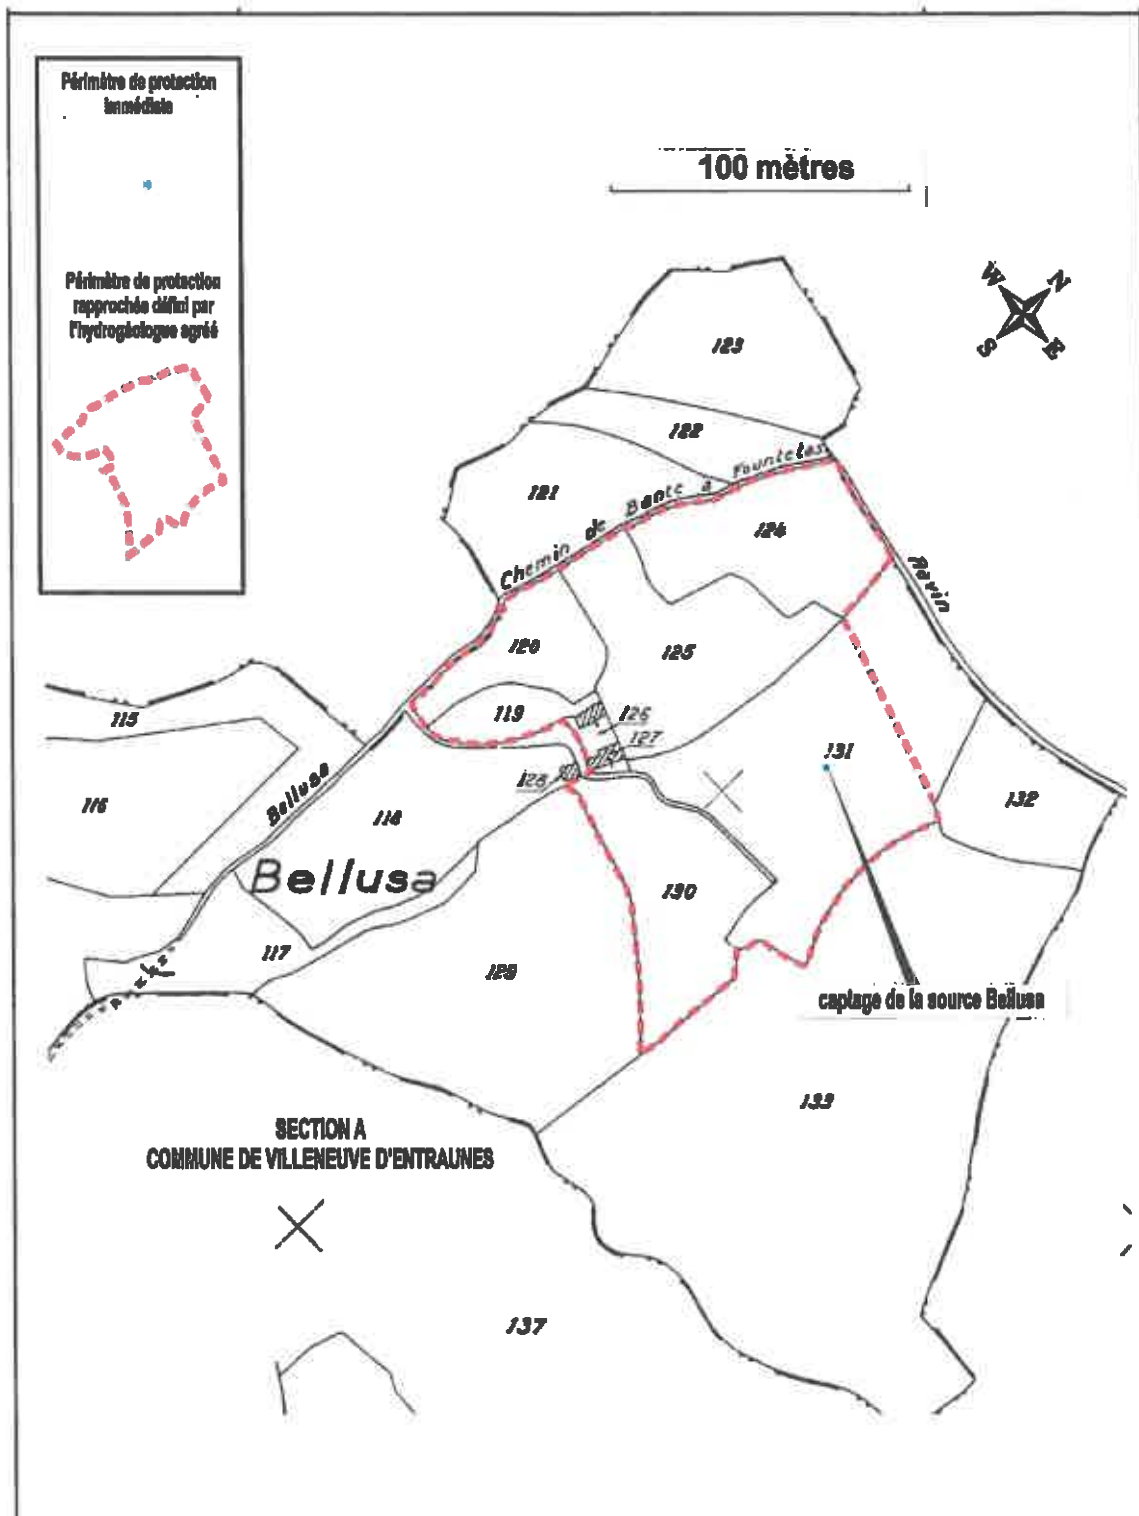 Périmètre de protection
immédiate
Périmètre de protection
rapprochée défini par
l'hydrogéologue agréé
100 mètres
W
N
S
E
123
122
121
Chemin de Bante à Fountelas
124
Ravin
120
125
119
126
127
128
131
132
115
116
Bellusa
118
Bellusa
130
117
129
captage de la source Bellusa
133
SECTION A
COMMUNE DE VILLENEUVE D'ENTRAUNES
137